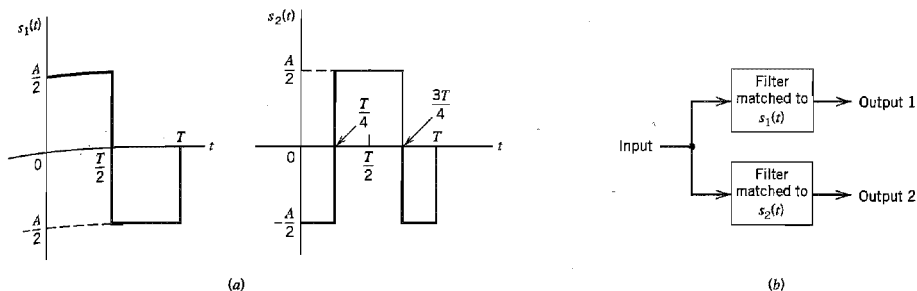 s₁(t)
A/2
0
T/2
T
t
-A/2
s₂(t)
A/2
T/4
3T/4
T
0
T/2
t
-A/2
(a)
Input
Filter
matched to
s₁(t)
Output 1
Filter
matched to
s₂(t)
Output 2
(b)